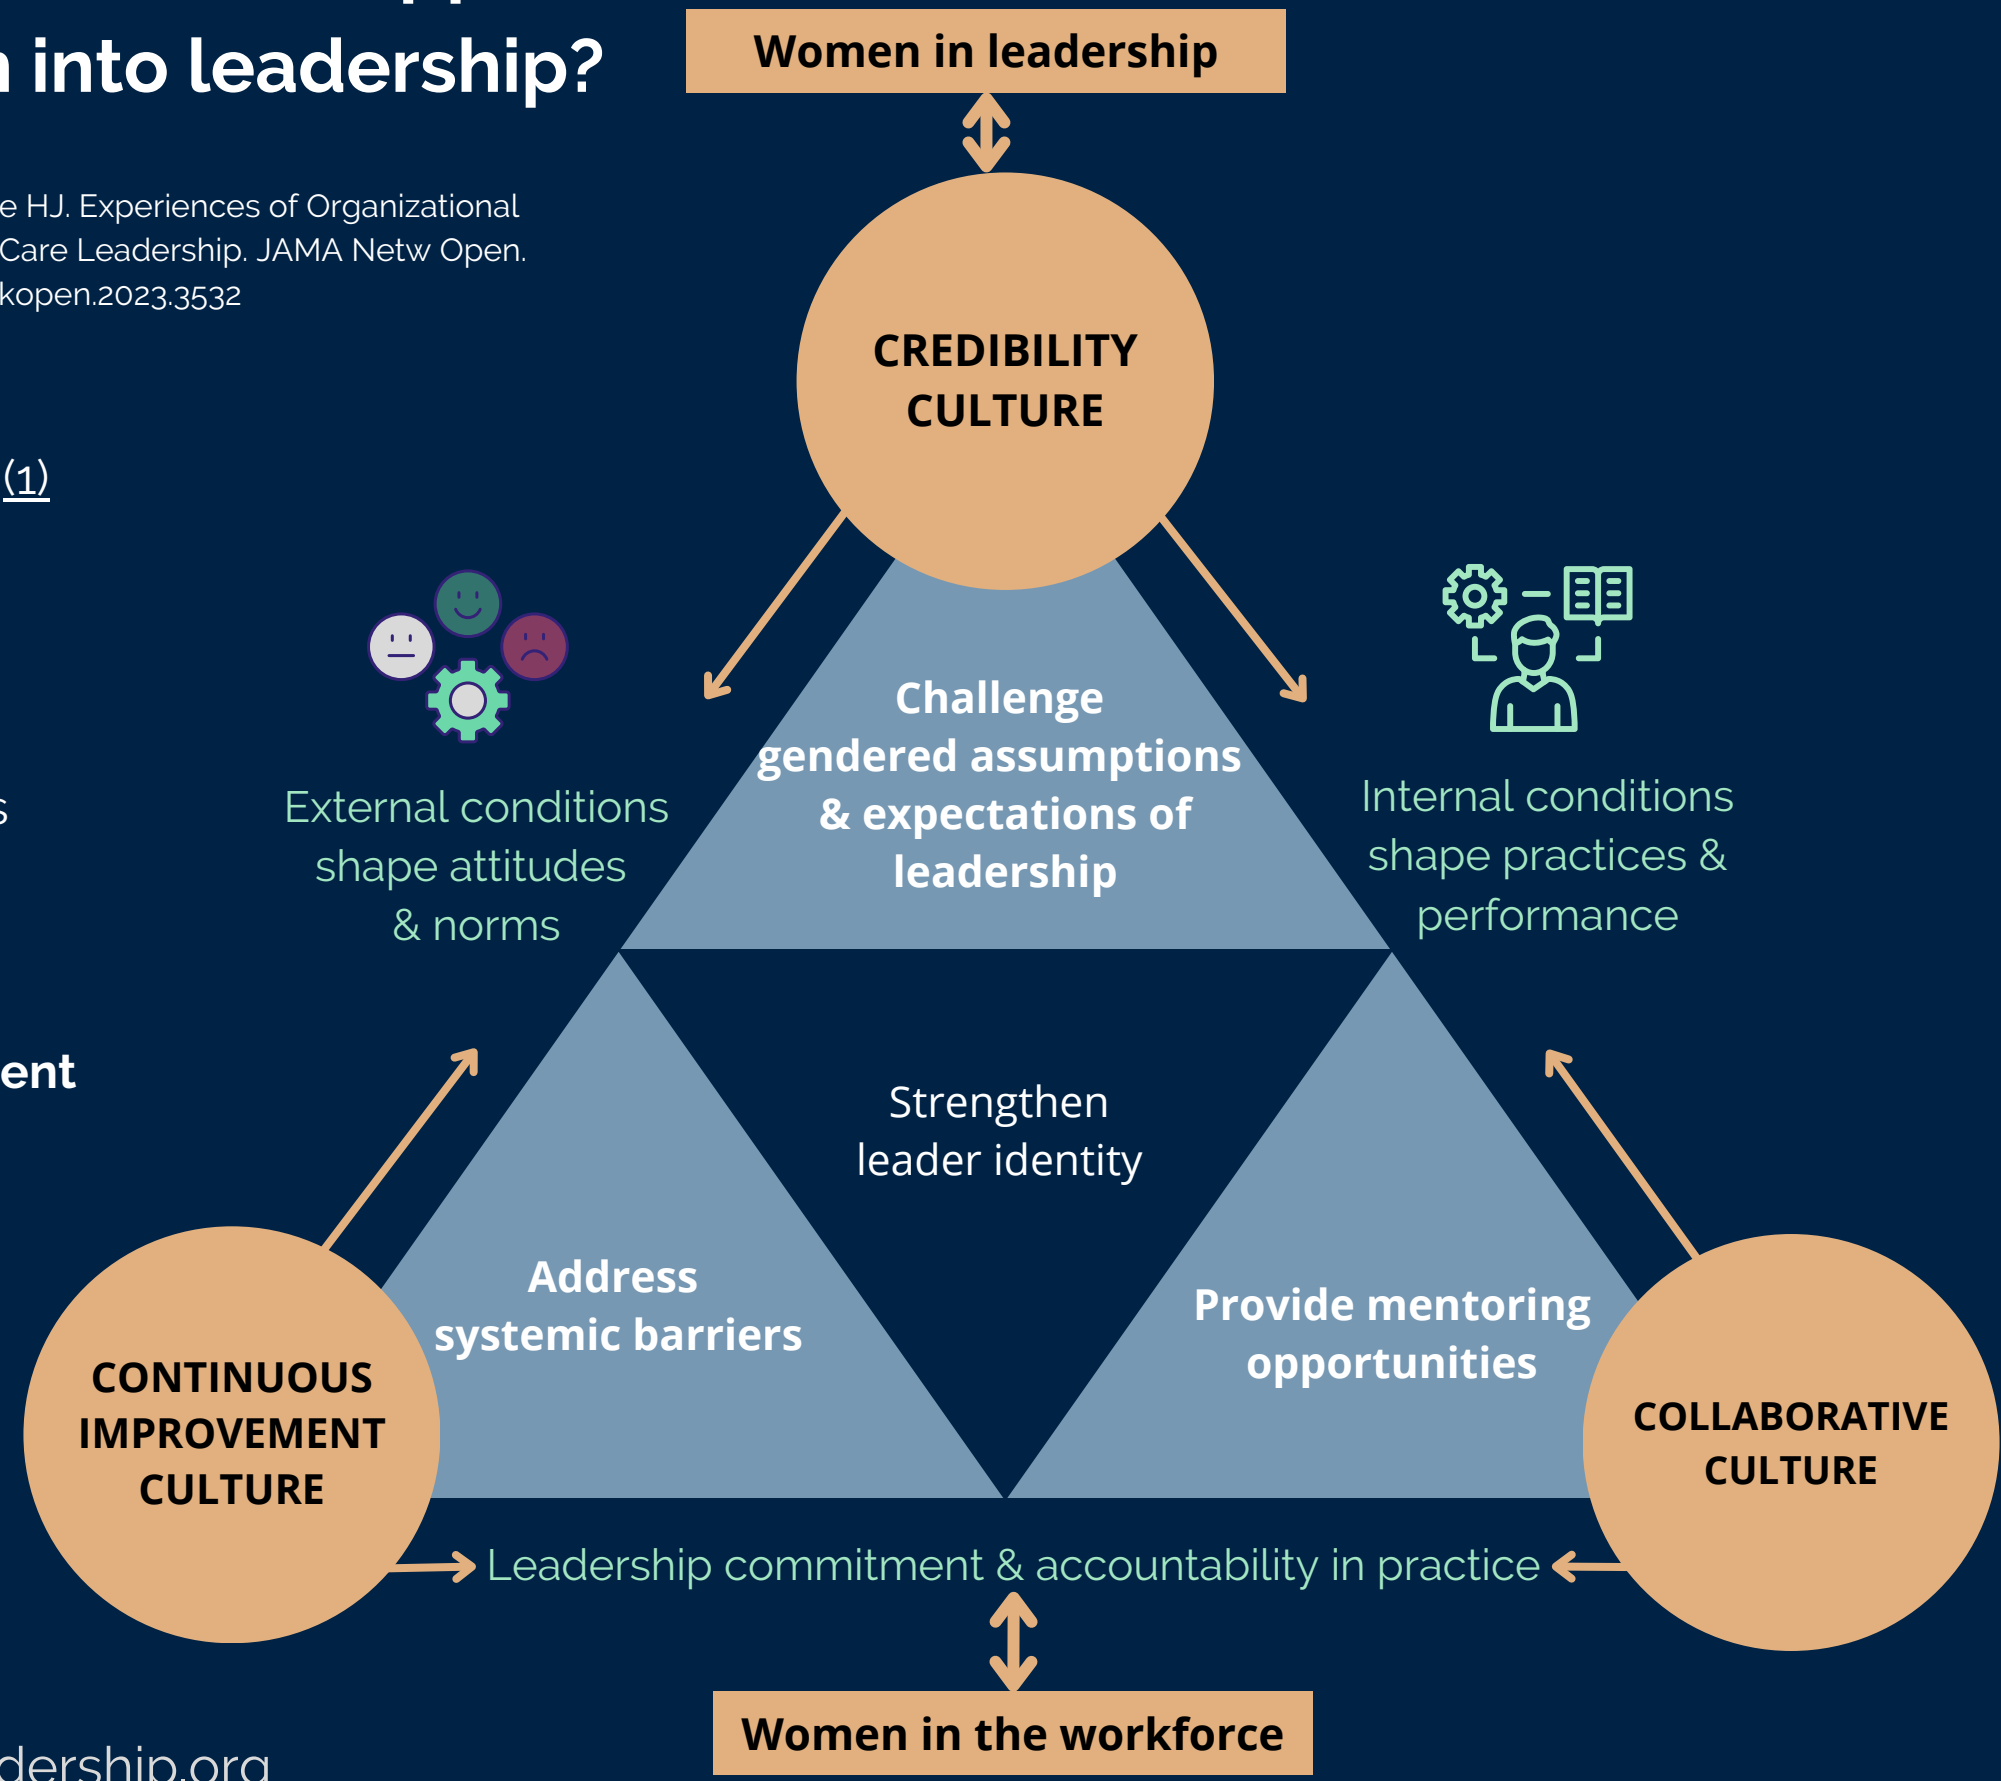 into leadership?
e HJ. Experiences of Organizational
Care Leadership. JAMA Netw Open.
kopen.2023.3532
(1)
s
ent
dership.org
Women in leadership
CREDIBILITY
CULTURE
External conditions
shape attitudes
& norms
Internal conditions
shape practices &
performance
Challenge
gendered assumptions
& expectations of
leadership
Strengthen
leader identity
Address
systemic barriers
Provide mentoring
opportunities
CONTINUOUS
IMPROVEMENT
CULTURE
COLLABORATIVE
CULTURE
Leadership commitment & accountability in practice
Women in the workforce